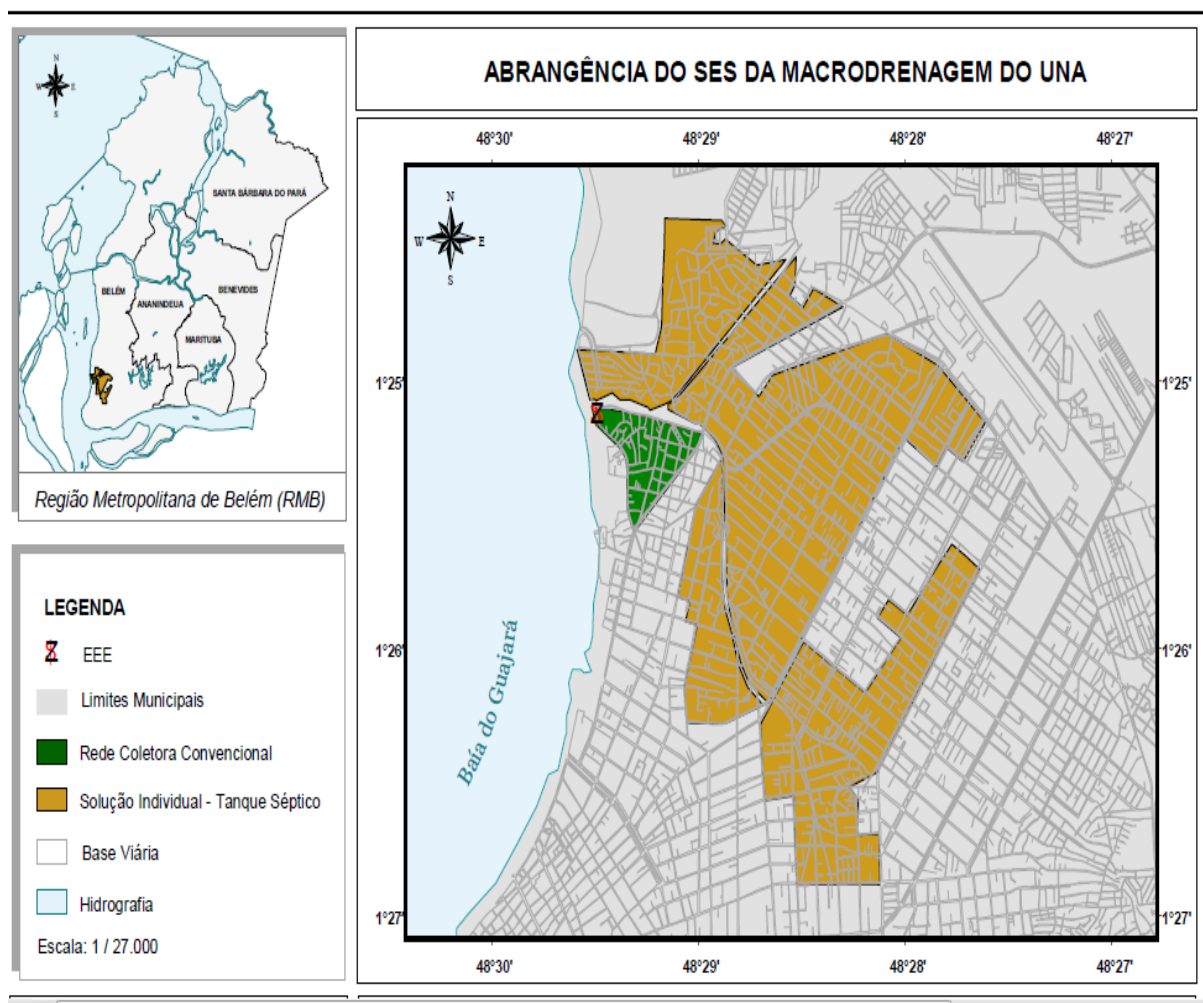 N
W E
S
SANTA BÁRBARA DO PARÁ
BELÉM
ANANINDEUA
BENEVIDES
MARITUBA
Região Metropolitana de Belém (RMB)
LEGENDA
EEE
Limites Municipais
Rede Coletora Convencional
Solução Individual - Tanque Séptico
Base Viária
Hidrografia
Escala: 1 / 27.000
ABRANGÊNCIA DO SES DA MACRODRENAGEM DO UNA
48°30' 48°29' 48°28' 48°27'
N
W E
S
1°25' 1°25'
1°26' 1°26'
Baía do Guajará
1°27' 1°27'
48°30' 48°29' 48°28' 48°27'